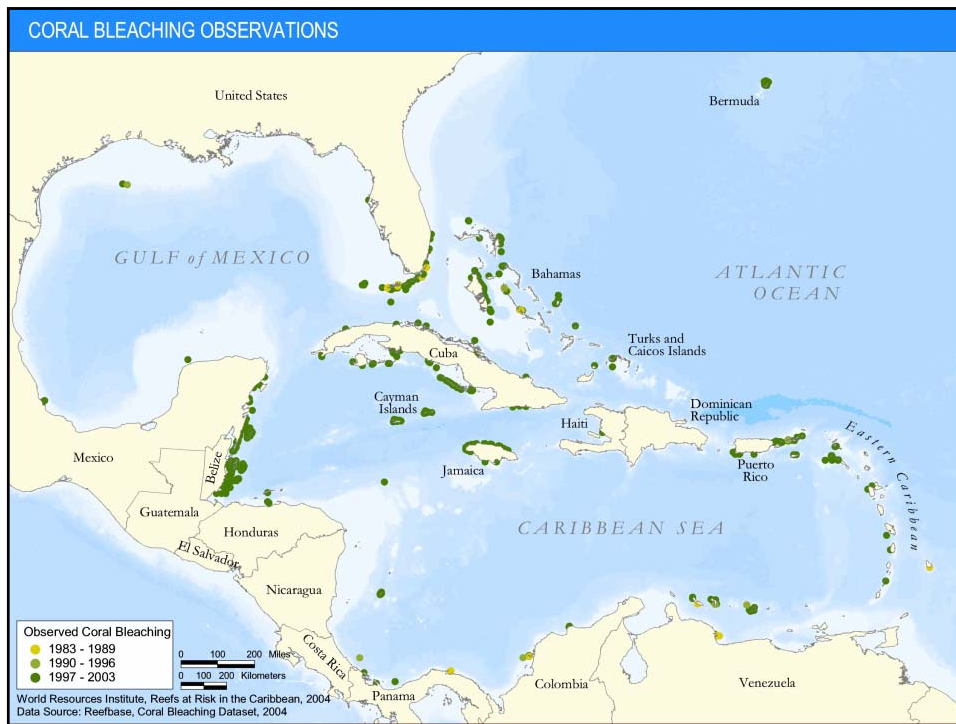 CORAL BLEACHING OBSERVATIONS
United States
Bermuda
GULF of MEXICO
Bahamas
ATLANTIC
OCEAN
Turks and
Caicos Islands
Cuba
Cayman
Islands
Dominican
Republic
Haiti
Eastern Caribbean
Mexico
Belize
Jamaica
Puerto
Rico
Guatemala
Honduras
CARIBBEAN SEA
El Salvador
Nicaragua
Costa Rica
Panama
Colombia
Venezuela
Observed Coral Bleaching
1983 - 1989
1990 - 1996
1997 - 2003
0 100 200 Miles
0 100 200 Kilometers
World Resources Institute, Reefs at Risk in the Caribbean, 2004
Data Source: Reefbase, Coral Bleaching Dataset, 2004